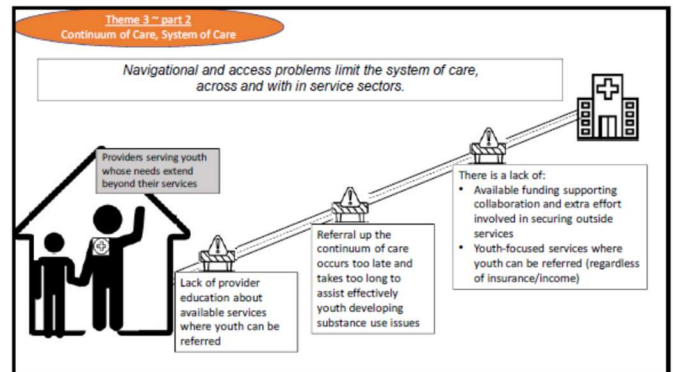 Theme 3 ~ part 2
Continuum of Care, System of Care
Navigational and access problems limit the system of care,
across and with in service sectors.
Providers serving youth
whose needs extend
beyond their services
Lack of provider
education about
available services
where youth can be
referred
Referral up the
continuum of care
occurs too late and
takes too long to
assist effectively
youth developing
substance use issues
There is a lack of:
• Available funding supporting
collaboration and extra effort
involved in securing outside
services
• Youth-focused services where
youth can be referred (regardless
of insurance/income)